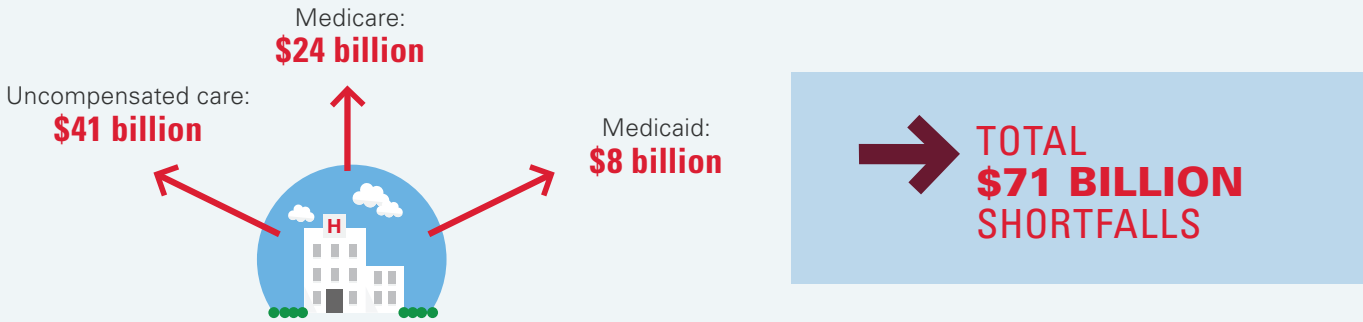 Medicare:
$24 billion
Uncompensated care:
$41 billion
Medicaid:
$8 billion
H
TOTAL
$71 BILLION
SHORTFALLS